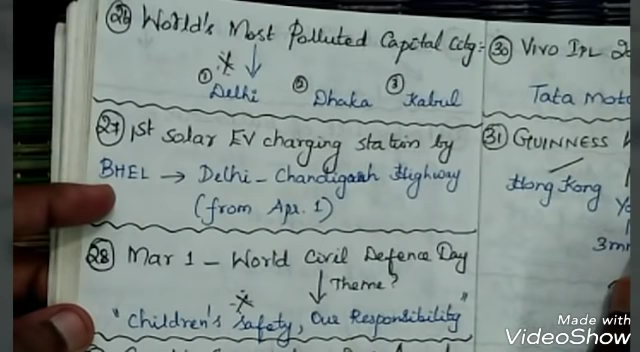 26 World's Most Polluted Capital City :-
① Delhi ② Dhaka ③ Kabul
27 1st solar EV charging station by
BHEL → Delhi - Chandigarh Highway
(from Apr. 1)
28 Mar 1 - World Civil Defence Day
↓ Theme?
"Children's safety, Our Responsibility"
30 Vivo IPL
Tata
31 GUINNESS
Hong Kong
Made with
VideoShow